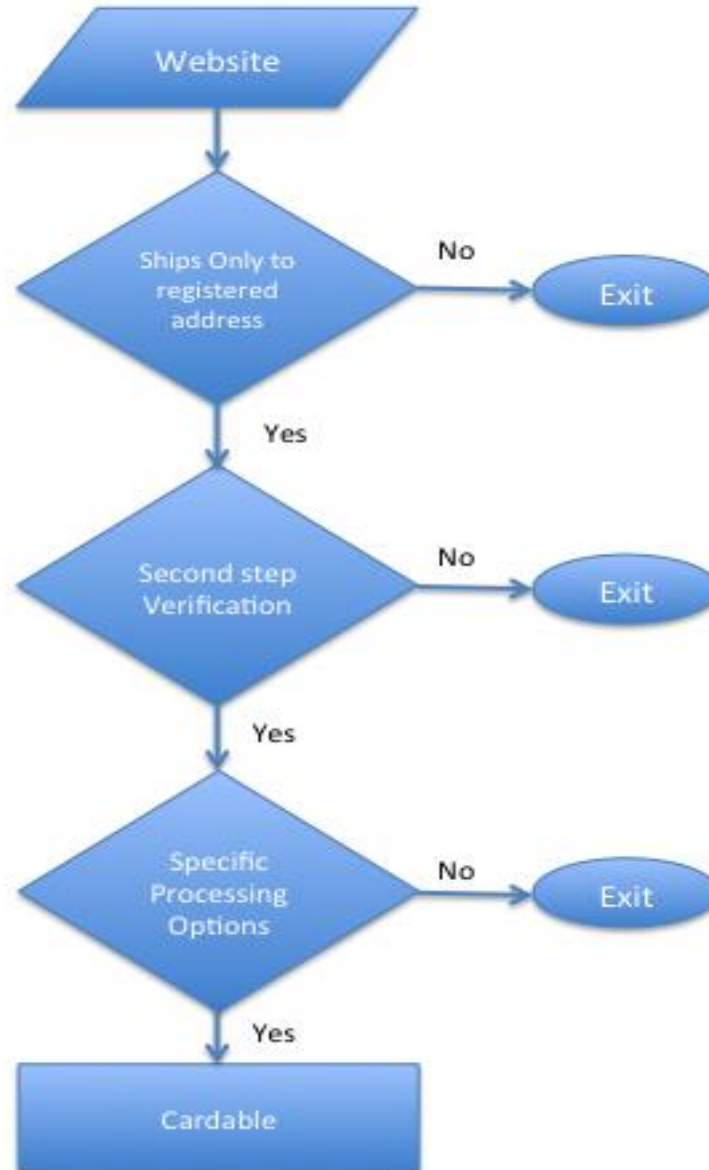 Website
Ships Only to
registered
address
No
Exit
Yes
Second step
Verification
No
Exit
Yes
Specific
Processing
Options
No
Exit
Yes
Cardable